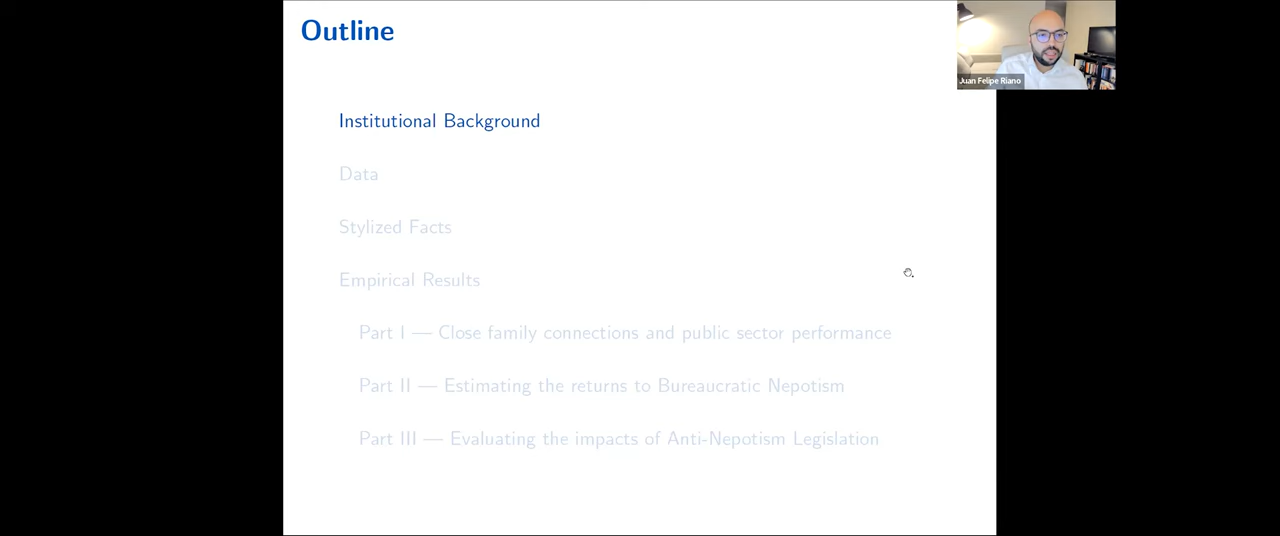 Outline
Juan Felipe Riano
Institutional Background
Data
Stylized Facts
Empirical Results
Part I — Close family connections and public sector performance
Part II — Estimating the returns to Bureaucratic Nepotism
Part III — Evaluating the impacts of Anti-Nepotism Legislation